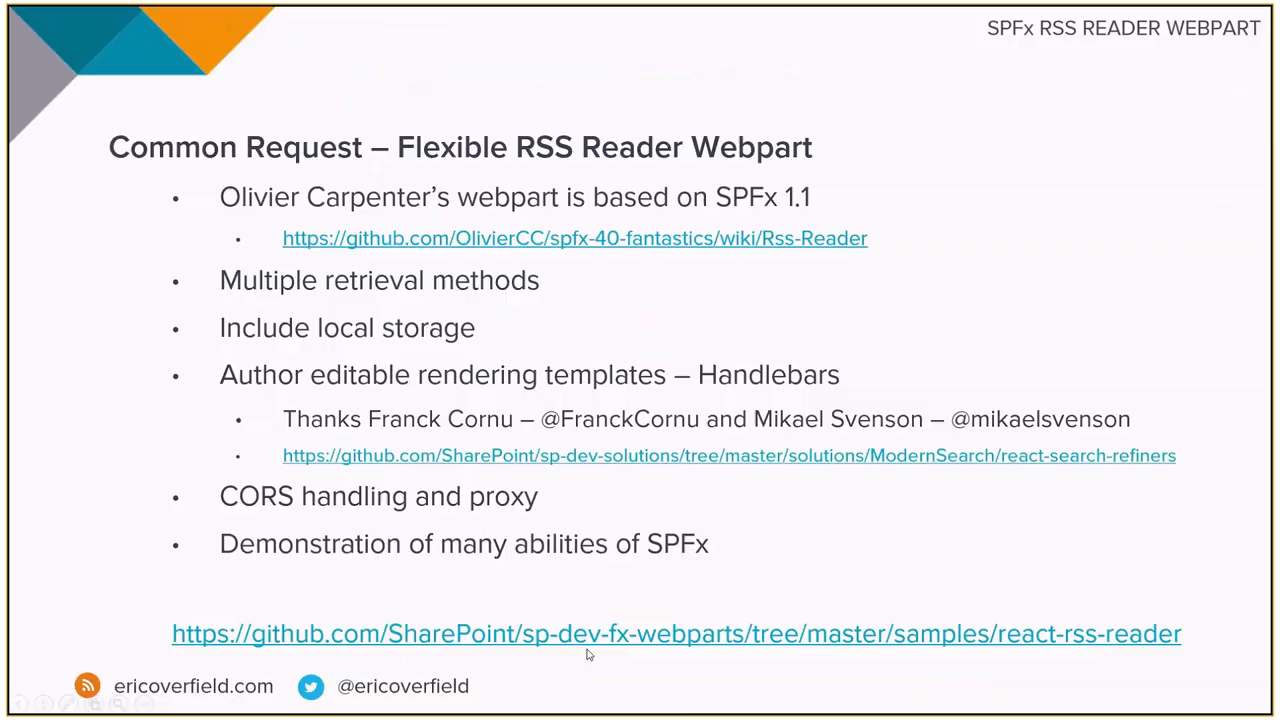 SPFx RSS READER WEBPART
Common Request – Flexible RSS Reader Webpart
• Olivier Carpenter’s webpart is based on SPFx 1.1
• https://github.com/OlivierCC/spfx-40-fantastics/wiki/Rss-Reader
• Multiple retrieval methods
• Include local storage
• Author editable rendering templates – Handlebars
• Thanks Franck Cornu – @FranckCornu and Mikael Svenson – @mikaelsvenson
• https://github.com/SharePoint/sp-dev-solutions/tree/master/solutions/ModernSearch/react-search-refiners
• CORS handling and proxy
• Demonstration of many abilities of SPFx
https://github.com/SharePoint/sp-dev-fx-webparts/tree/master/samples/react-rss-reader
ericoverfield.com @ericoverfield